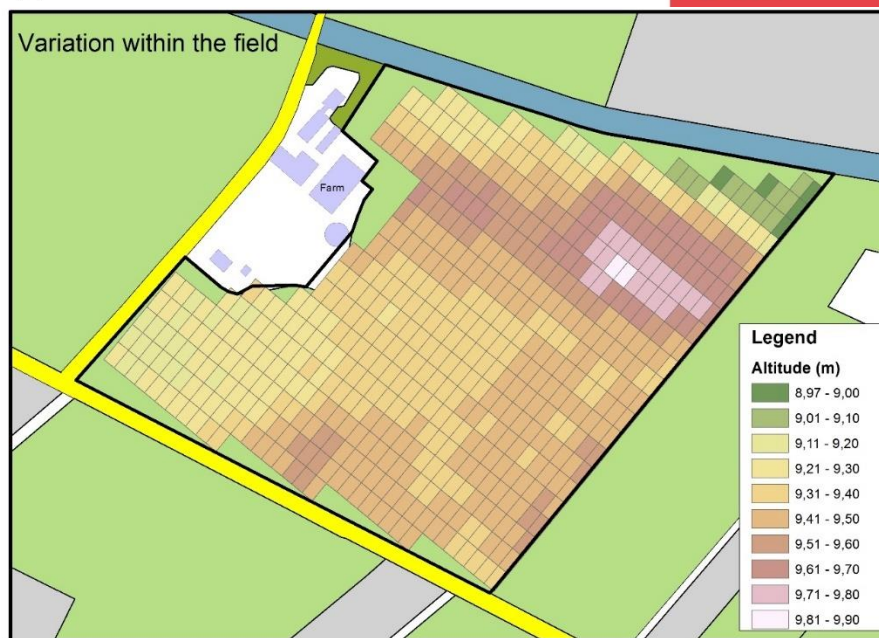 Variation within the field
Farm
Legend
Altitude (m)
8,97 - 9,00
9,01 - 9,10
9,11 - 9,20
9,21 - 9,30
9,31 - 9,40
9,41 - 9,50
9,51 - 9,60
9,61 - 9,70
9,71 - 9,80
9,81 - 9,90